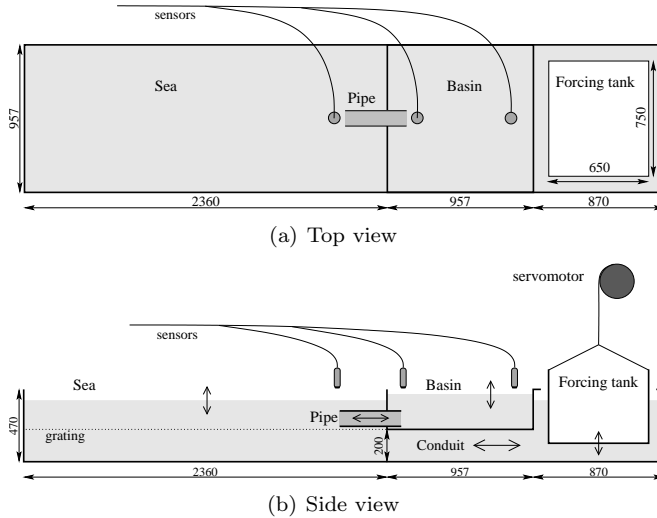 sensors
Sea
Pipe
Basin
Forcing tank
957
750
650
2360
957
870
(a) Top view
servomotor
sensors
Sea
Basin
Forcing tank
470
Pipe
grating
200
Conduit
2360
957
870
(b) Side view